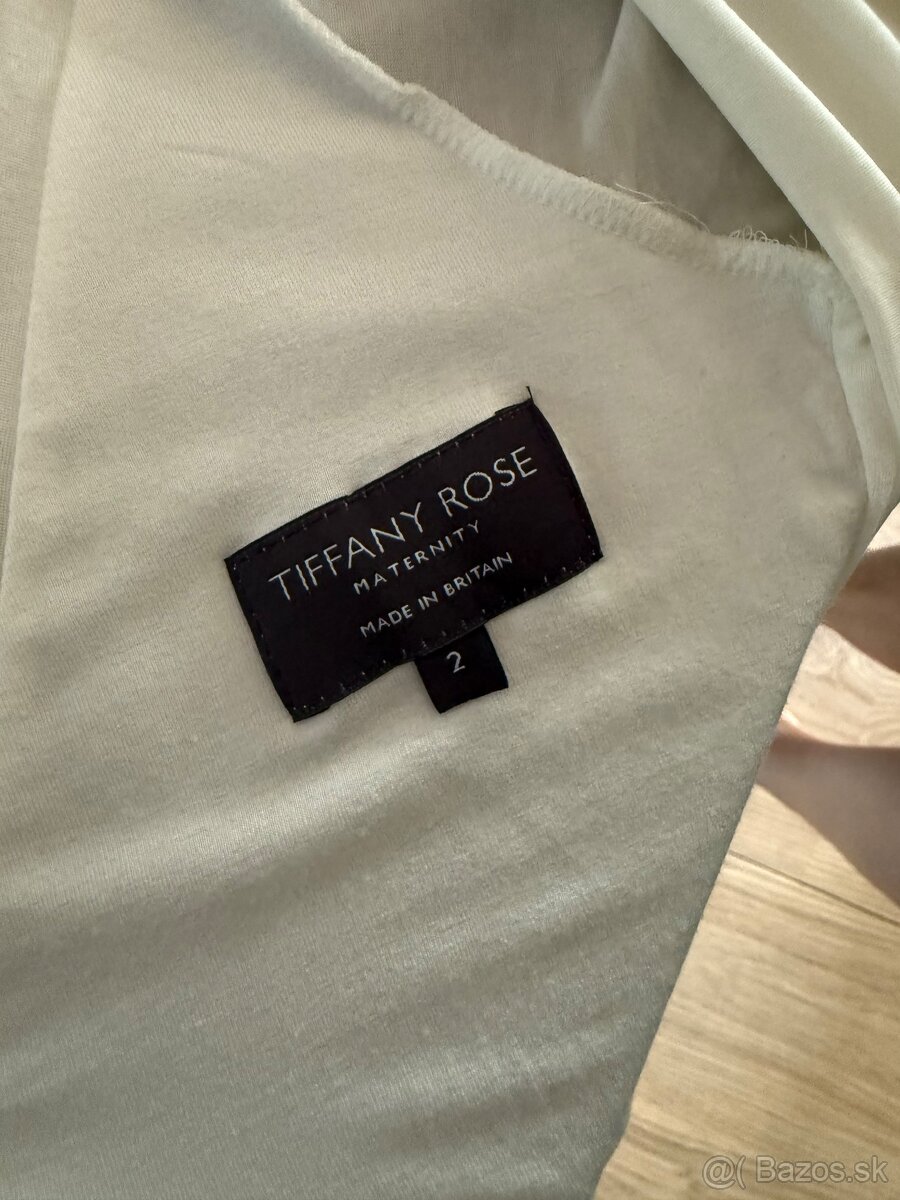 TIFFANY ROSE
MATERNITY
MADE IN BRITAIN
2
@( Bazos.sk